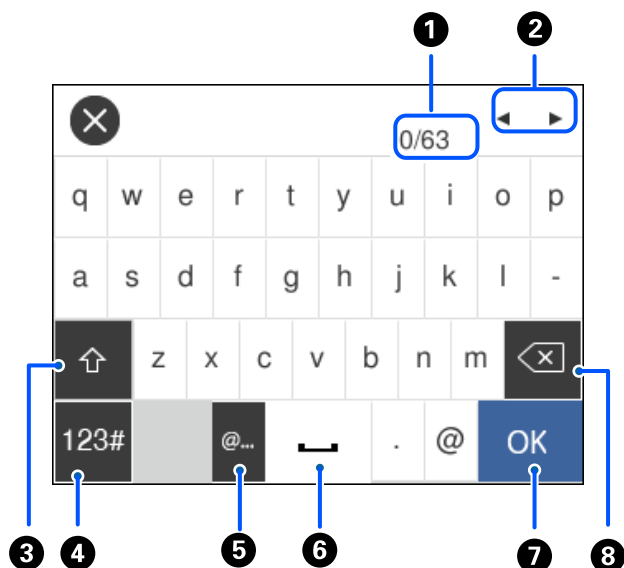 1 2
0/63
q w e r t y u i o p
a s d f g h j k l -
z x c v b n m
123# @... . @ OK
3 4 5 6 7 8